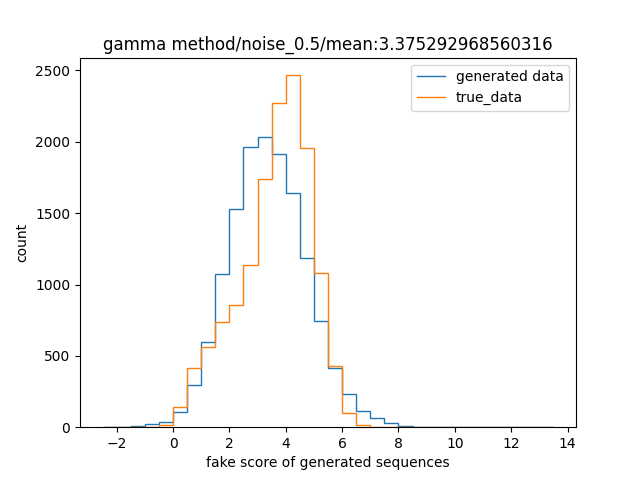 gamma method/noise_0.5/mean:3.375292968560316
generated data
true_data
2500
2000
1500
1000
500
0
count
−2 0 2 4 6 8 10 12 14
fake score of generated sequences